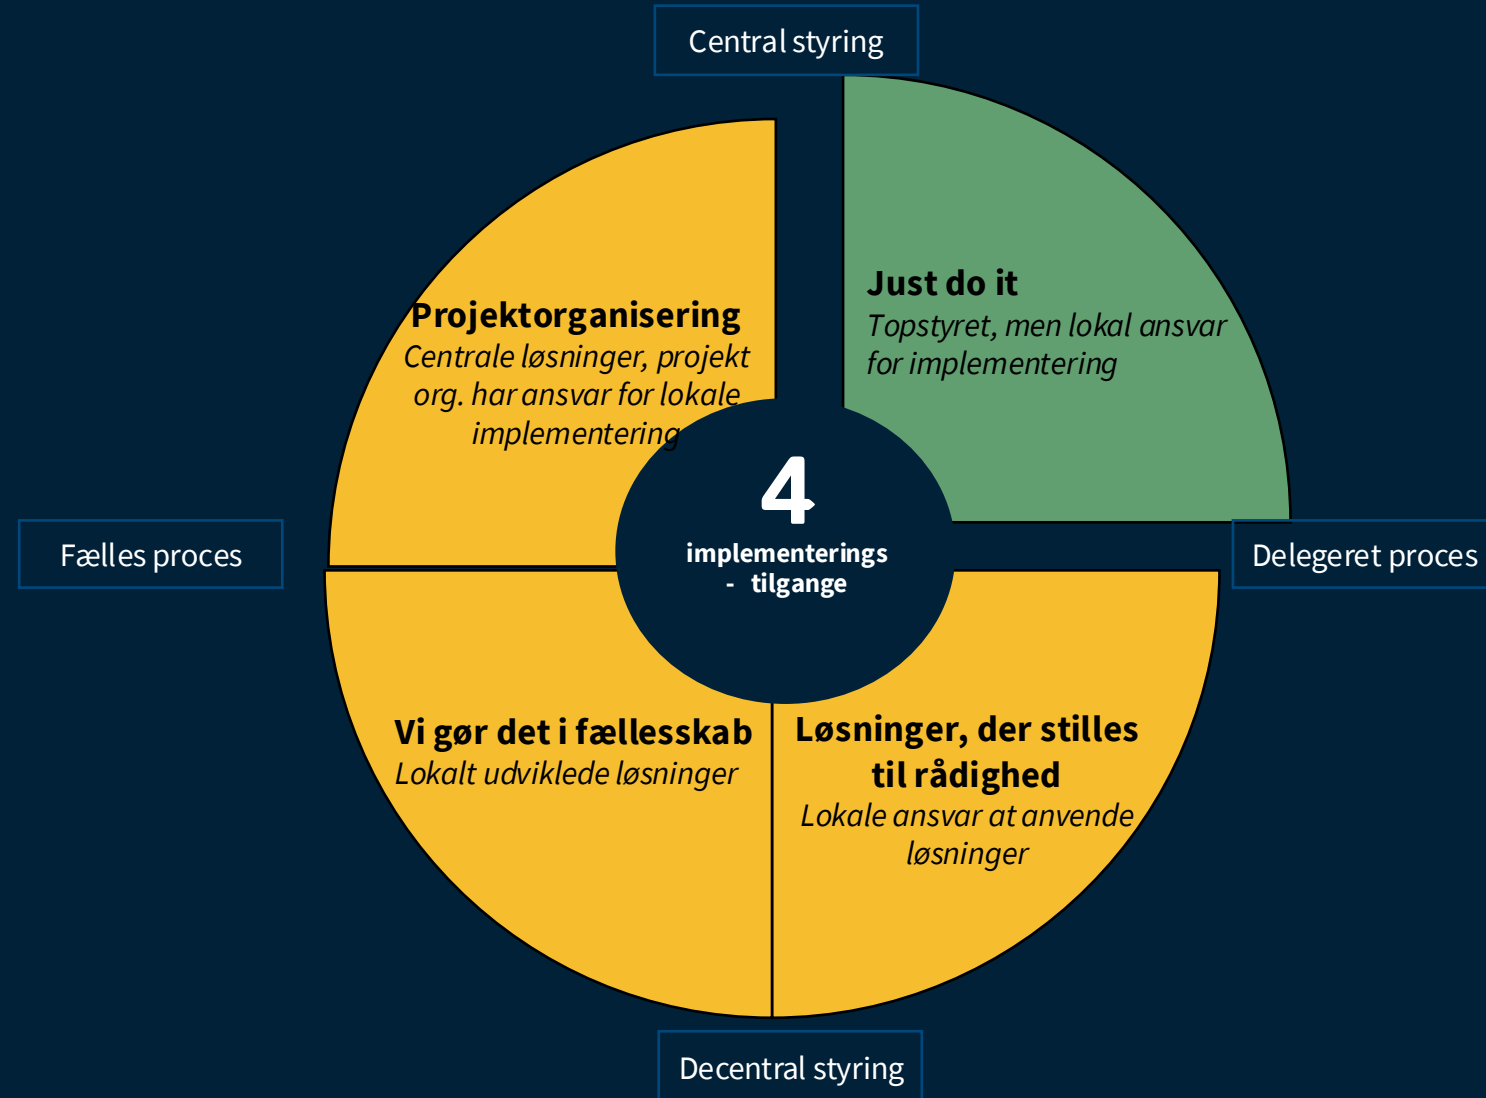 Central styring
Projektorganisering
Centrale løsninger, projekt
org. har ansvar for lokale
implementering
Just do it
Topstyret, men lokal ansvar
for implementering
4
implementerings
- tilgange
Fælles proces
Delegeret proces
Vi gør det i fællesskab
Lokalt udviklede løsninger
Løsninger, der stilles
til rådighed
Lokale ansvar at anvende
løsninger
Decentral styring